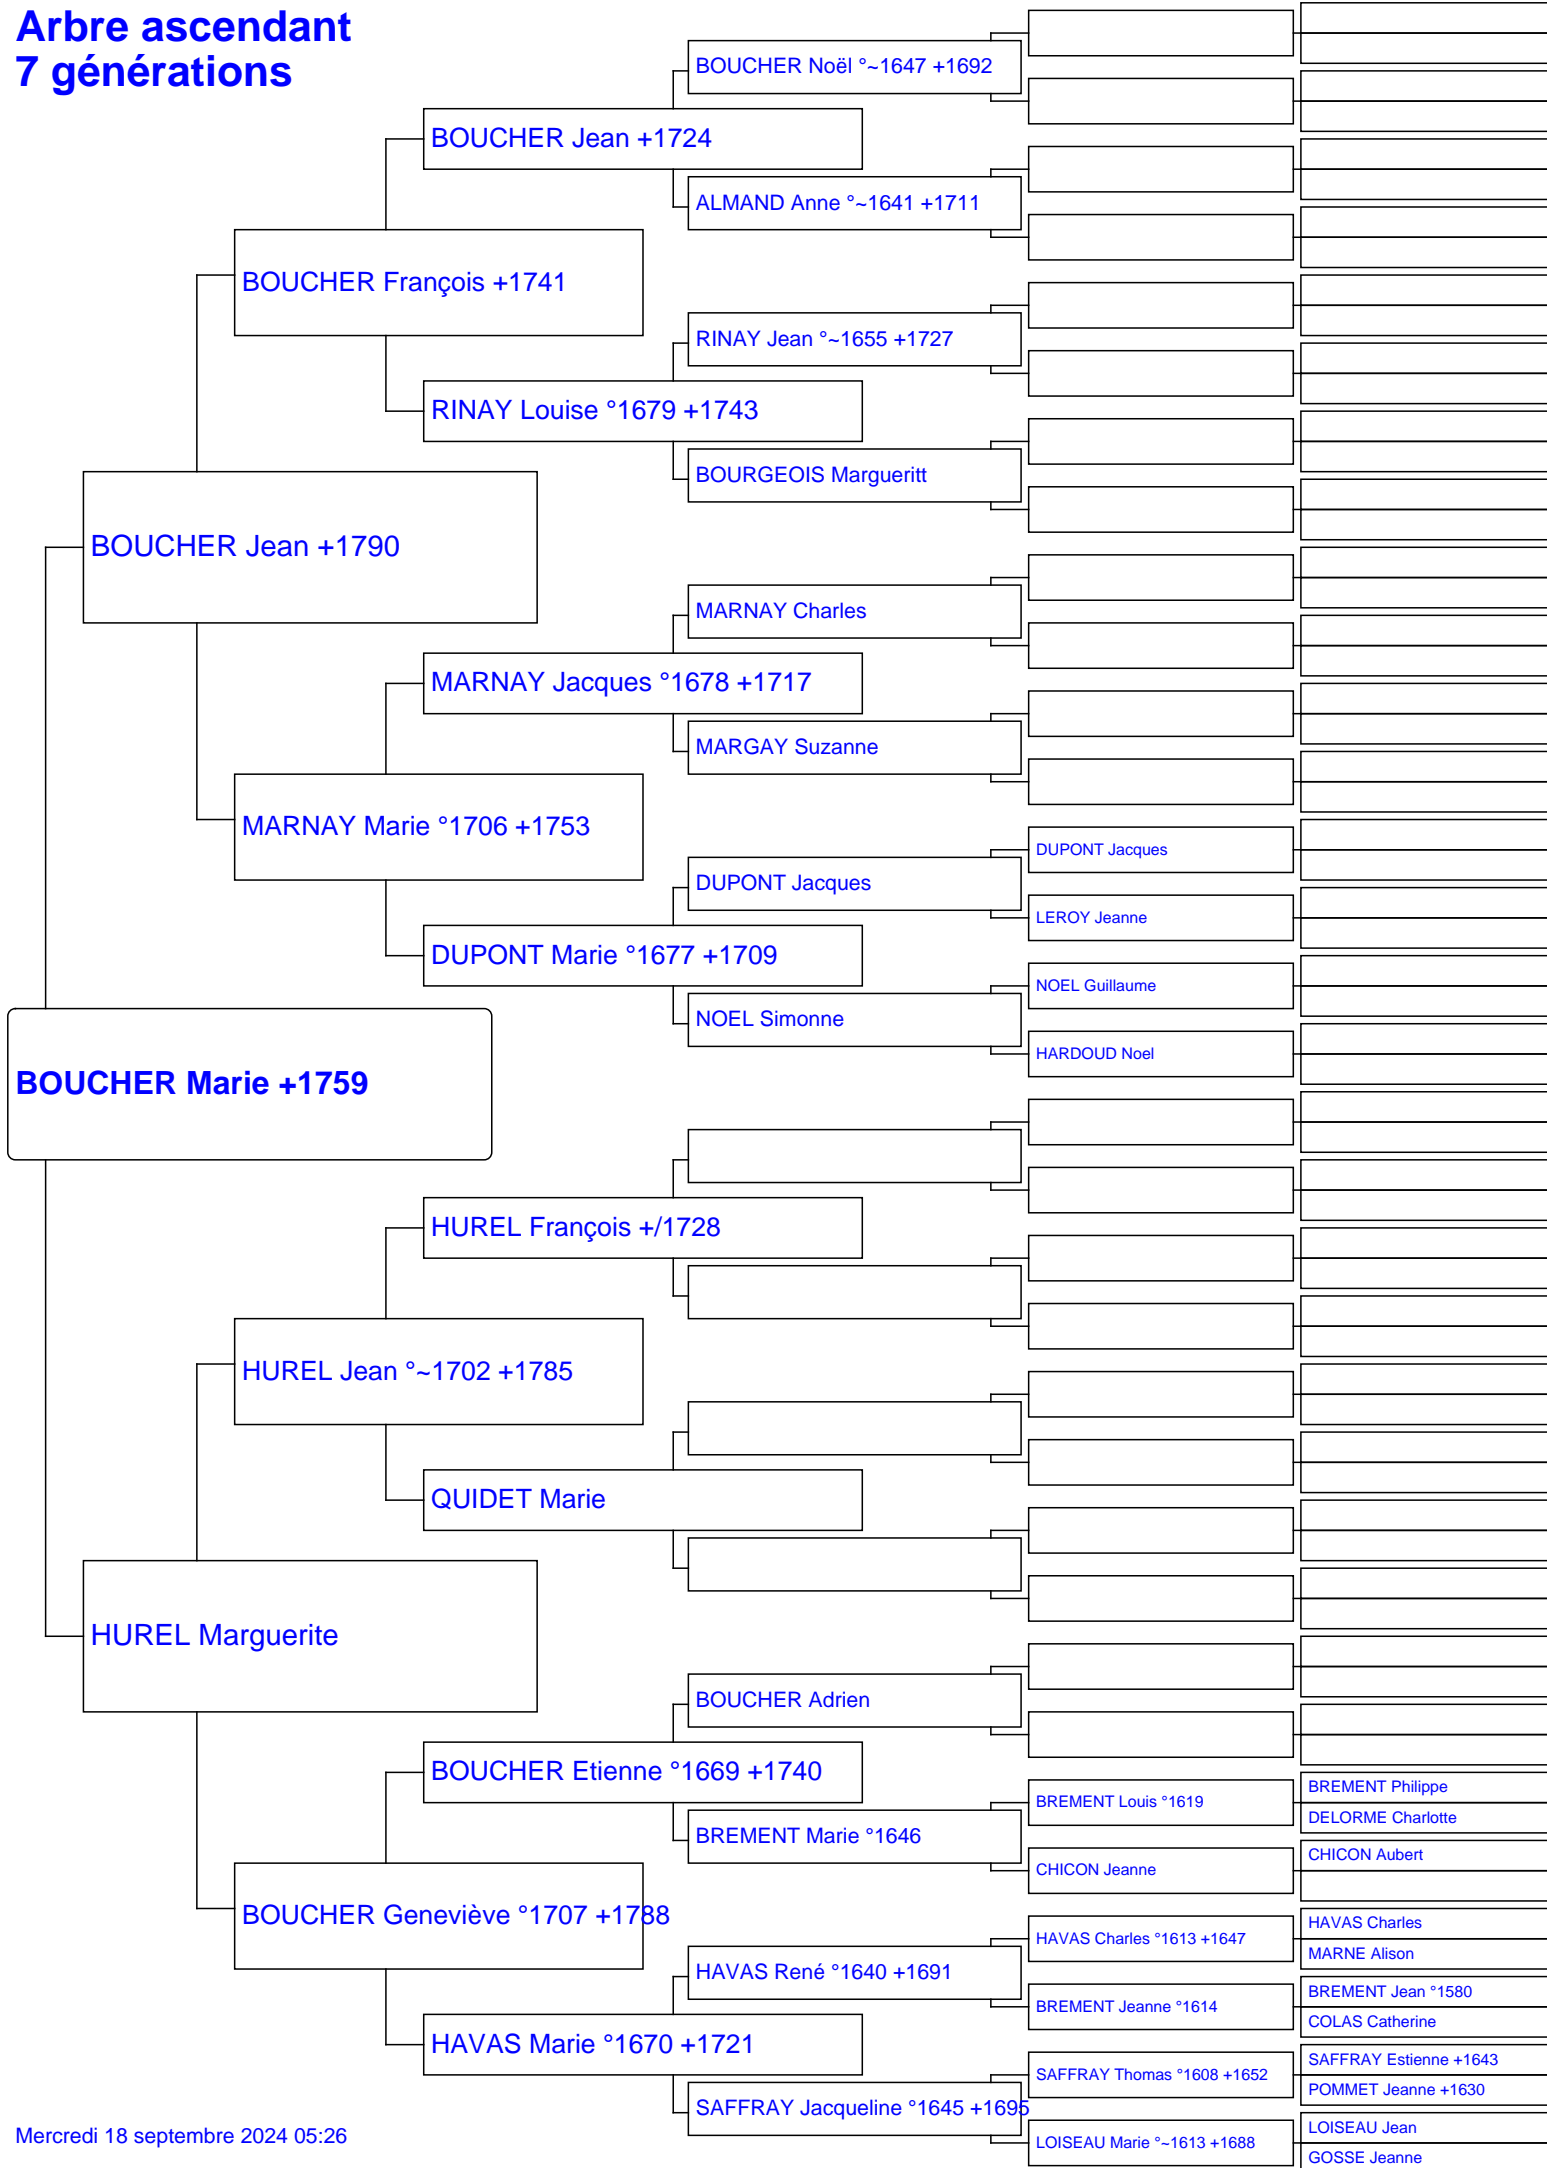 Arbre ascendant
7 générations
BOUCHER Noël °~1647 +1692
BOUCHER Jean +1724
ALMAND Anne °~1641 +1711
BOUCHER François +1741
RINAY Jean °~1655 +1727
RINAY Louise °1679 +1743
BOURGEOIS Margueritt
BOUCHER Jean +1790
MARNAY Charles
MARNAY Jacques °1678 +1717
MARGAY Suzanne
MARNAY Marie °1706 +1753
DUPONT Jacques
DUPONT Jacques
LEROY Jeanne
DUPONT Marie °1677 +1709
NOEL Guillaume
NOEL Simonne
HARDOUD Noel
BOUCHER Marie +1759
HUREL François +/1728
HUREL Jean °~1702 +1785
QUIDET Marie
HUREL Marguerite
BOUCHER Adrien
BOUCHER Etienne °1669 +1740
BREMENT Philippe
BREMENT Louis °1619
DELORME Charlotte
BREMENT Marie °1646
CHICON Aubert
CHICON Jeanne
BOUCHER Geneviève °1707 +1788
HAVAS Charles
HAVAS Charles °1613 +1647
MARNE Alison
HAVAS René °1640 +1691
BREMENT Jean °1580
BREMENT Jeanne °1614
COLAS Catherine
HAVAS Marie °1670 +1721
SAFFRAY Estienne +1643
SAFFRAY Thomas °1608 +1652
POMMET Jeanne +1630
SAFFRAY Jacqueline °1645 +1695
LOISEAU Jean
LOISEAU Marie °~1613 +1688
GOSSE Jeanne
Mercredi 18 septembre 2024 05:26